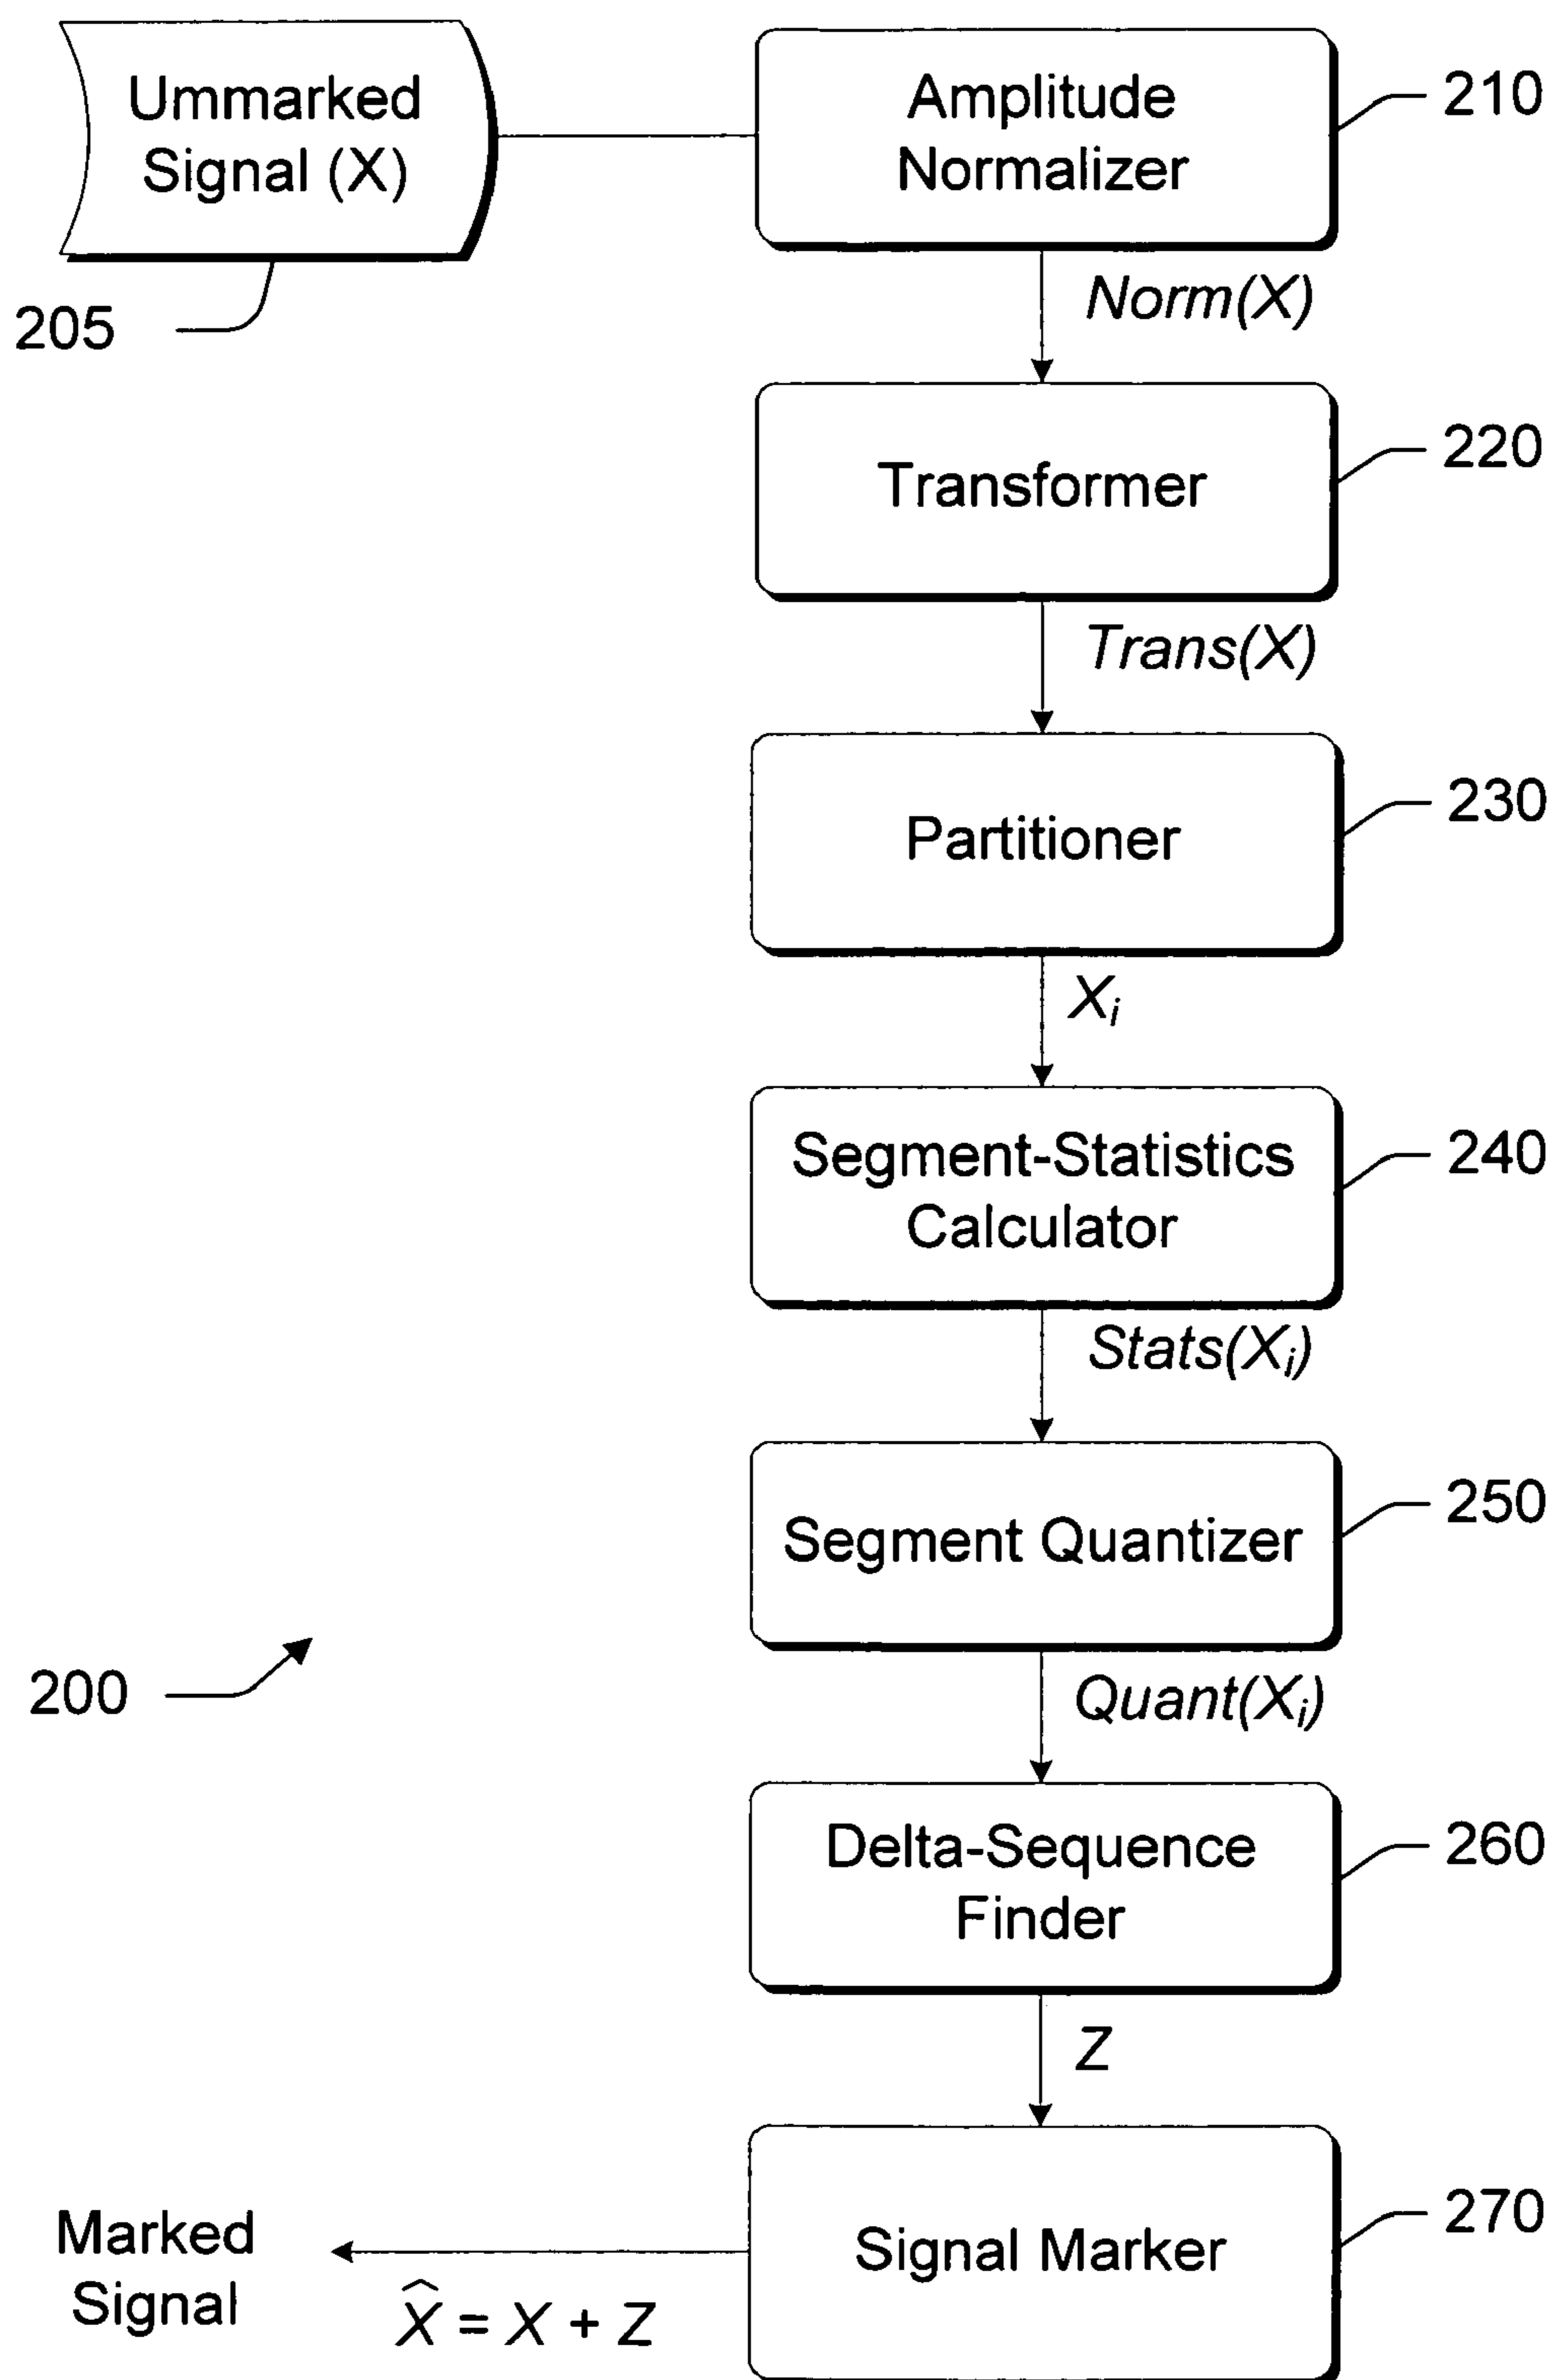 Ummarked
Signal (X)
205
Amplitude
Normalizer
210
Norm(X)
Transformer
220
Trans(X)
Partitioner
230
Xi
Segment-Statistics
Calculator
240
Stats(Xi)
Segment Quantizer
250
200
Quant(Xi)
Delta-Sequence
Finder
260
Z
Signal Marker
270
Marked
Signal
X̂ = X + Z